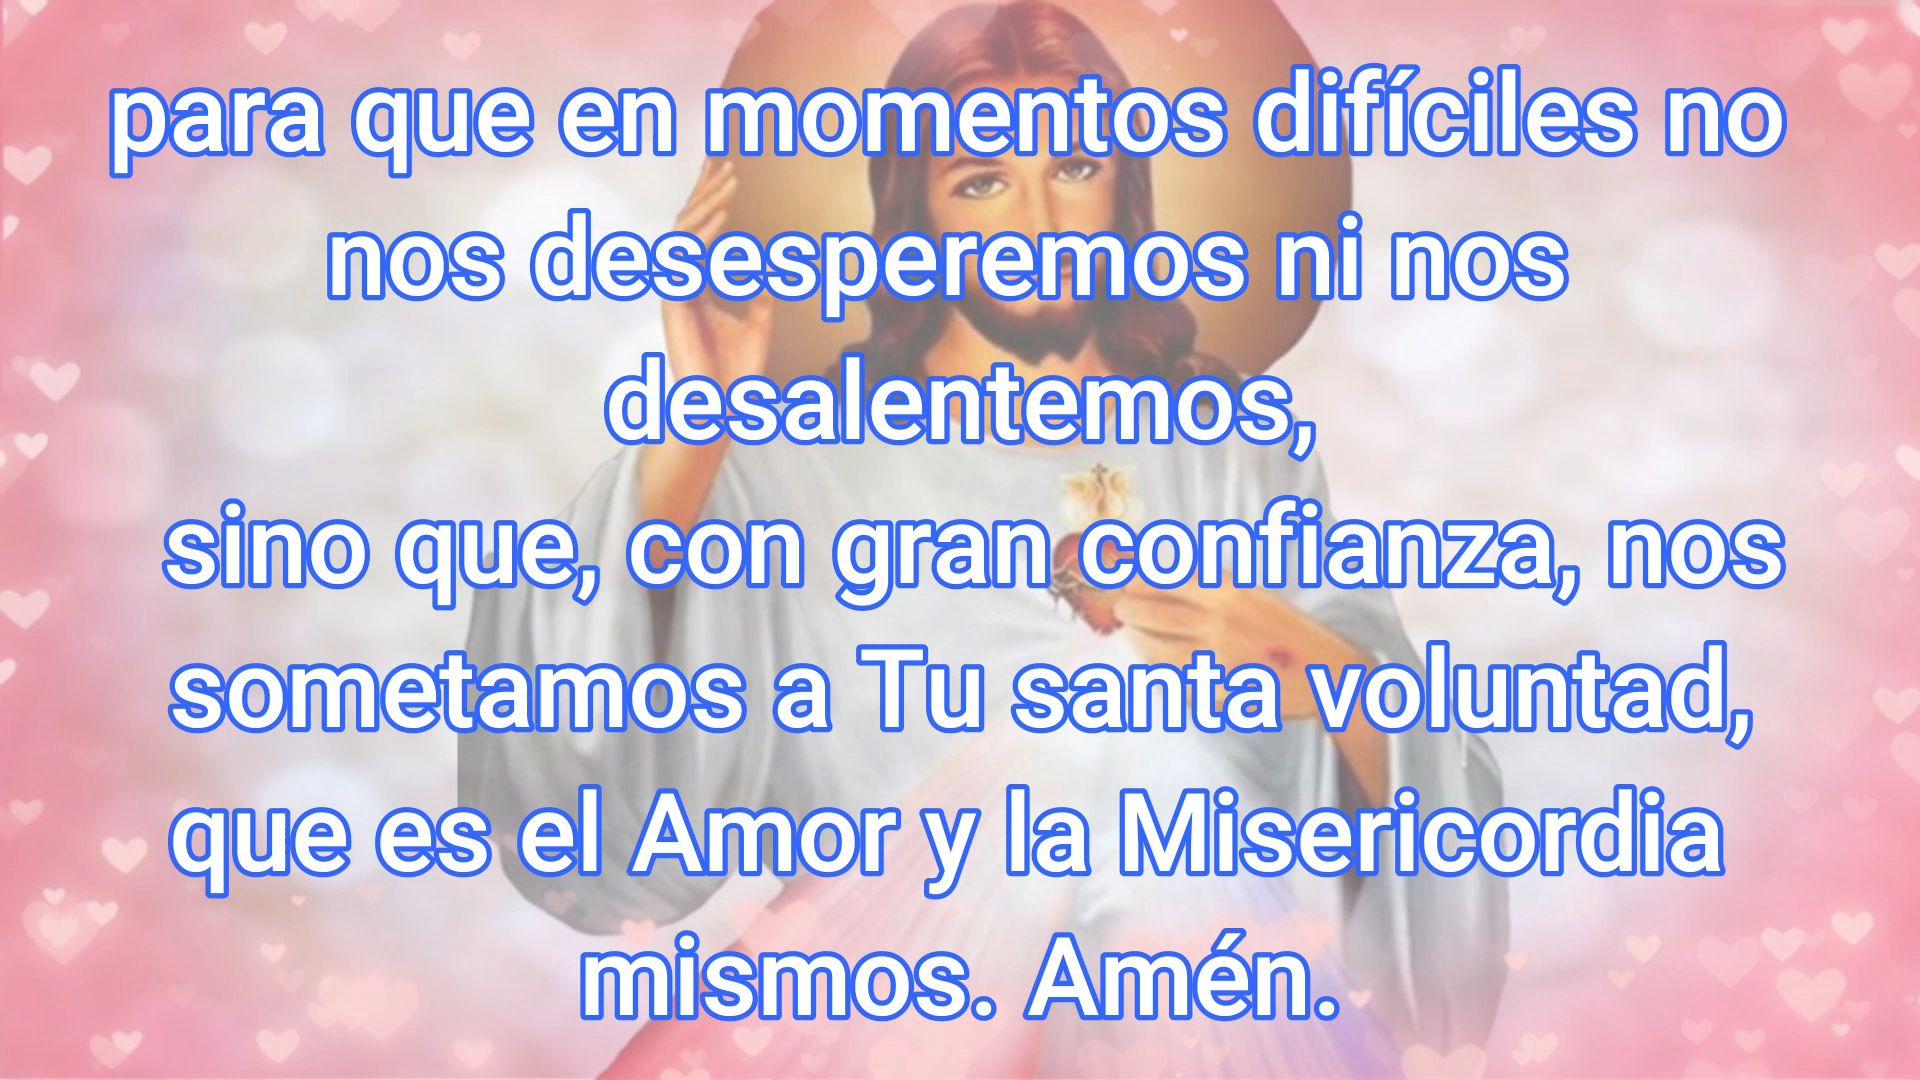 para que en momentos difíciles no
nos desesperemos ni nos
desalentemos,
sino que, con gran confianza, nos
sometamos a Tu santa voluntad,
que es el Amor y la Misericordia
mismos. Amén.